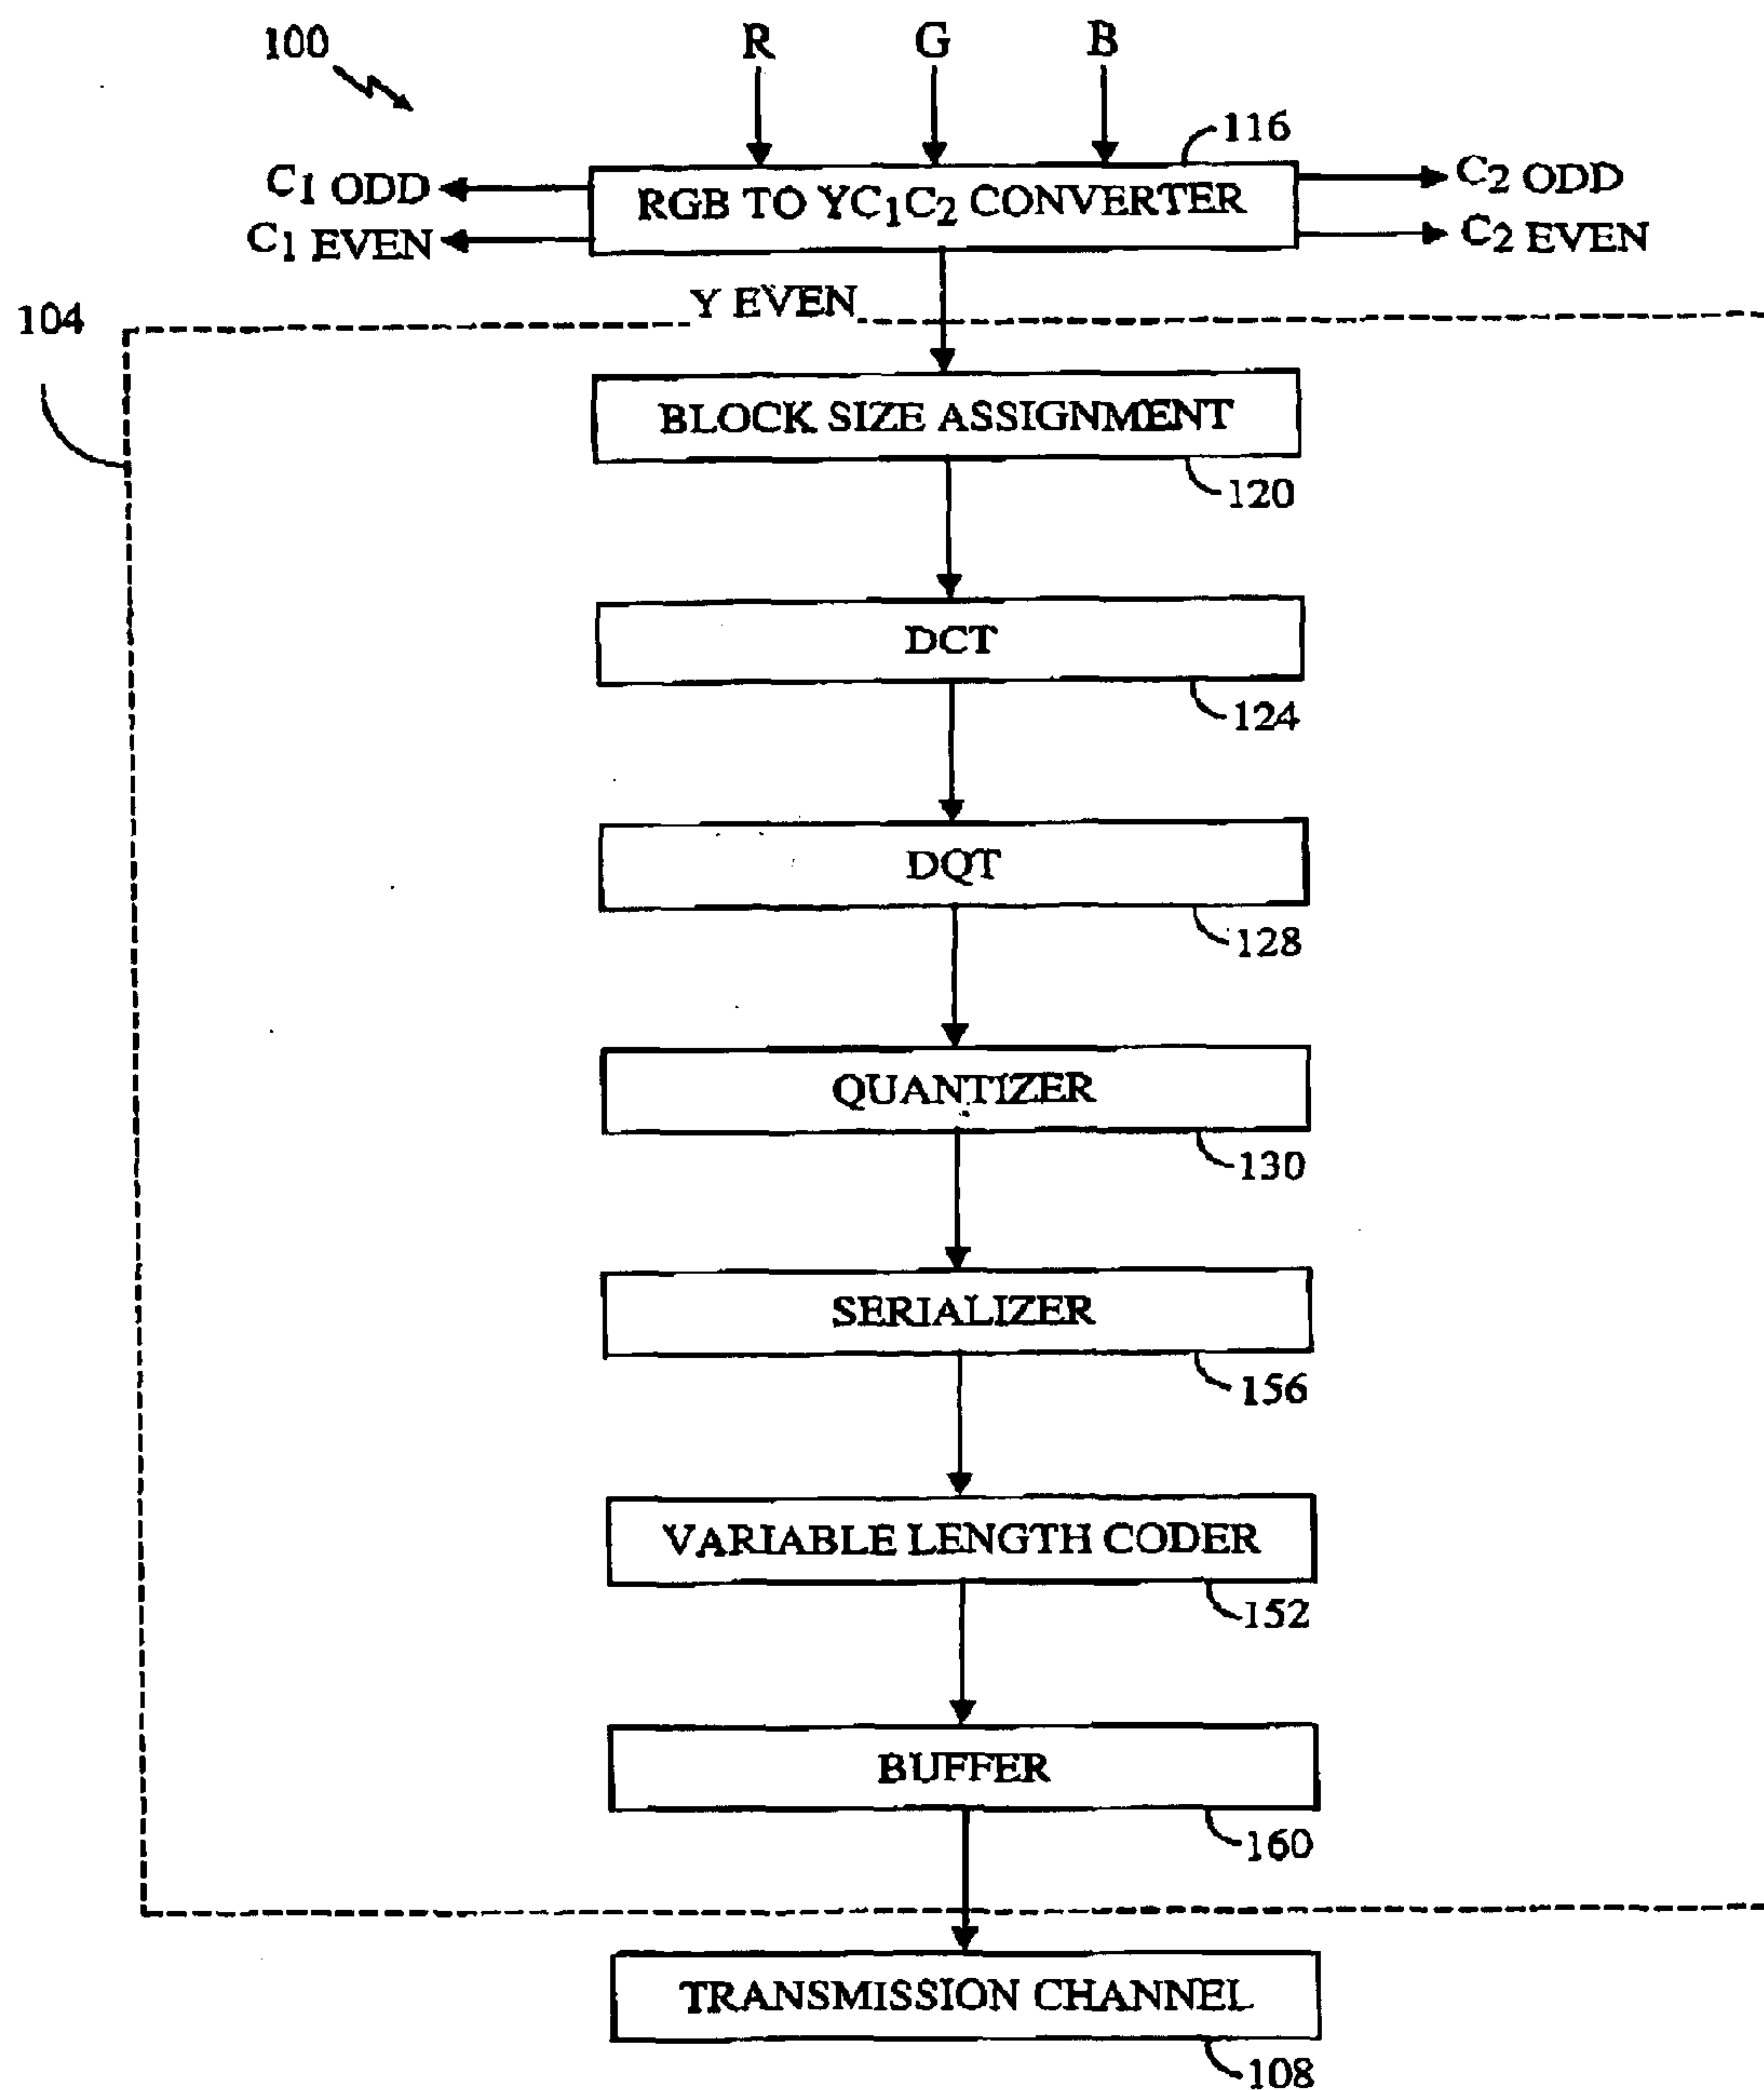 100
R G B
116
C1 ODD
RGB TO YC1C2 CONVERTER
C2 ODD
C1 EVEN
C2 EVEN
Y EVEN
104
BLOCK SIZE ASSIGNMENT
120
DCT
124
DQT
128
QUANTIZER
130
SERIALIZER
156
VARIABLE LENGTH CODER
152
BUFFER
160
TRANSMISSION CHANNEL
108